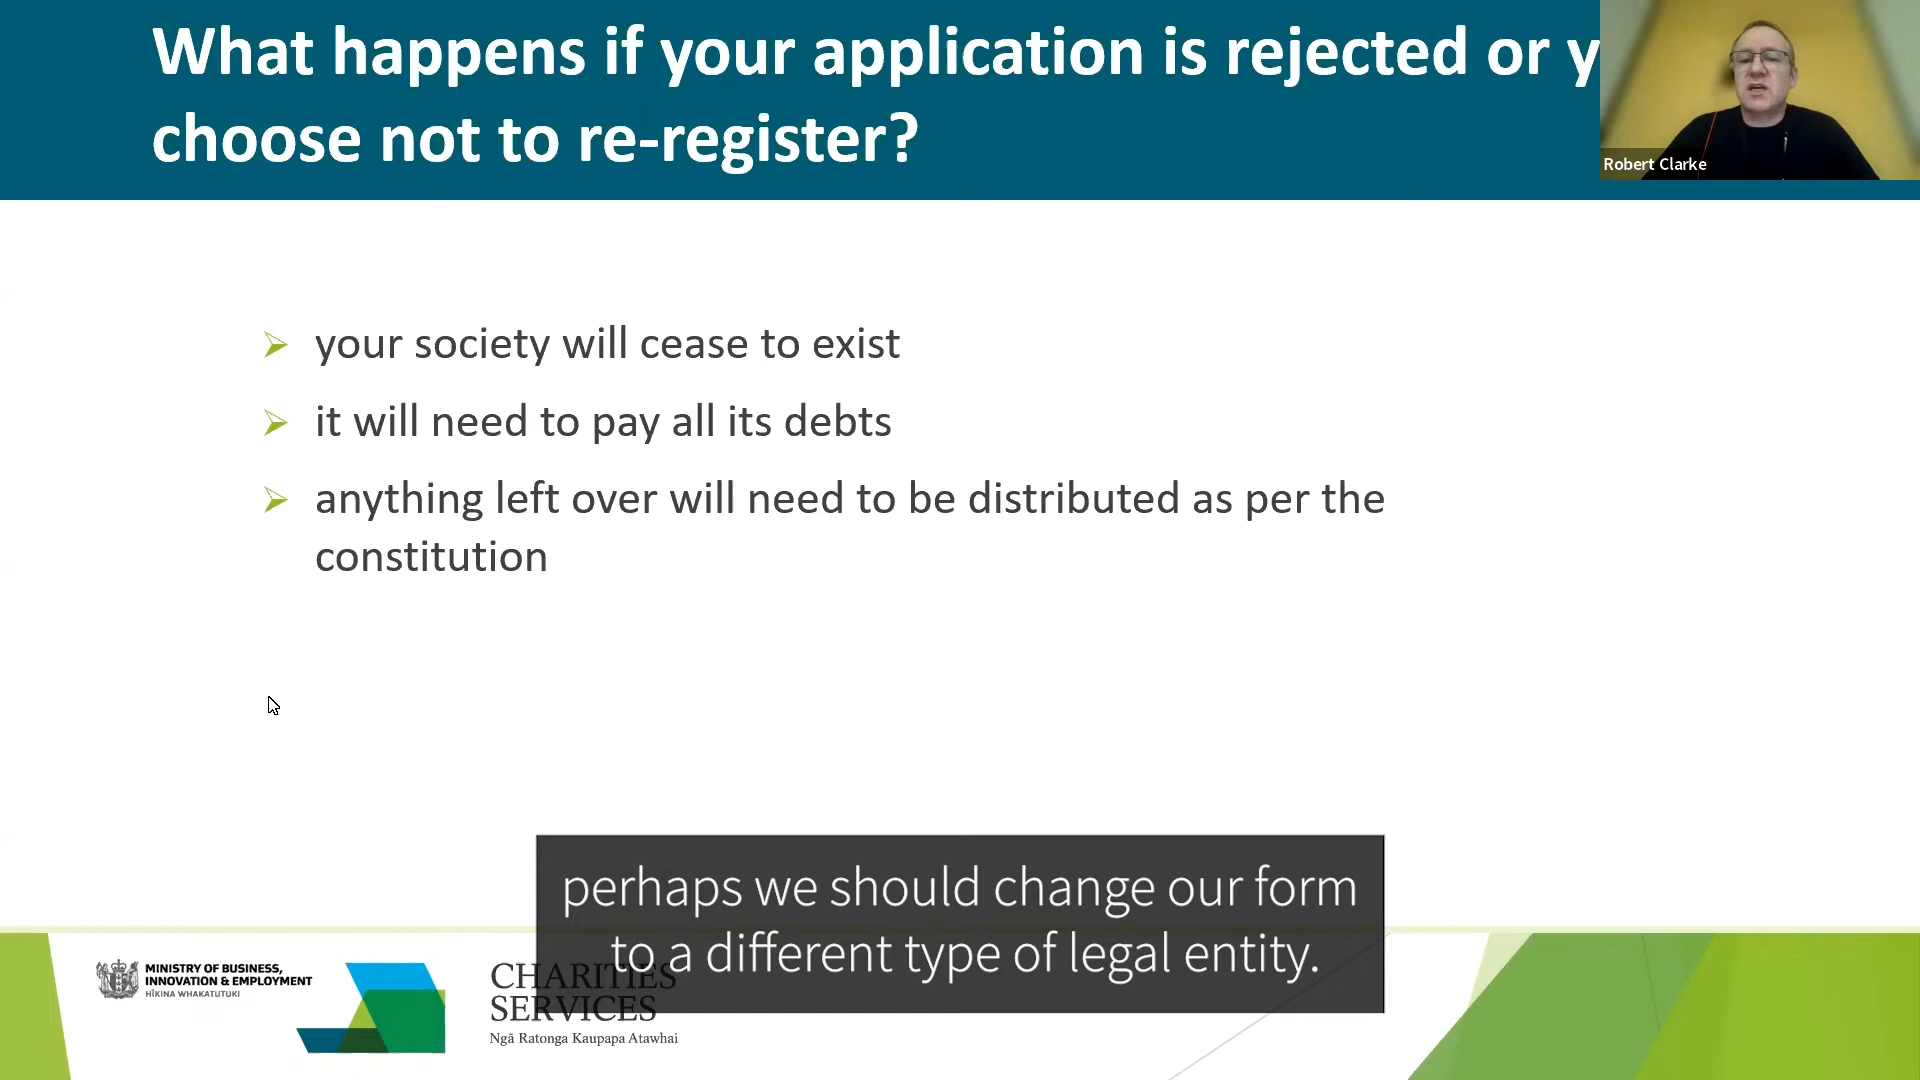 What happens if your application is rejected or y
choose not to re-register?
Robert Clarke
your society will cease to exist
it will need to pay all its debts
anything left over will need to be distributed as per the
constitution
perhaps we should change our form
to a different type of legal entity.
MINISTRY OF BUSINESS,
INNOVATION & EMPLOYMENT
HĪKINA WHAKATUTUKI
CHARITIES
SERVICES
Ngā Ratonga Kaupapa Atawhai